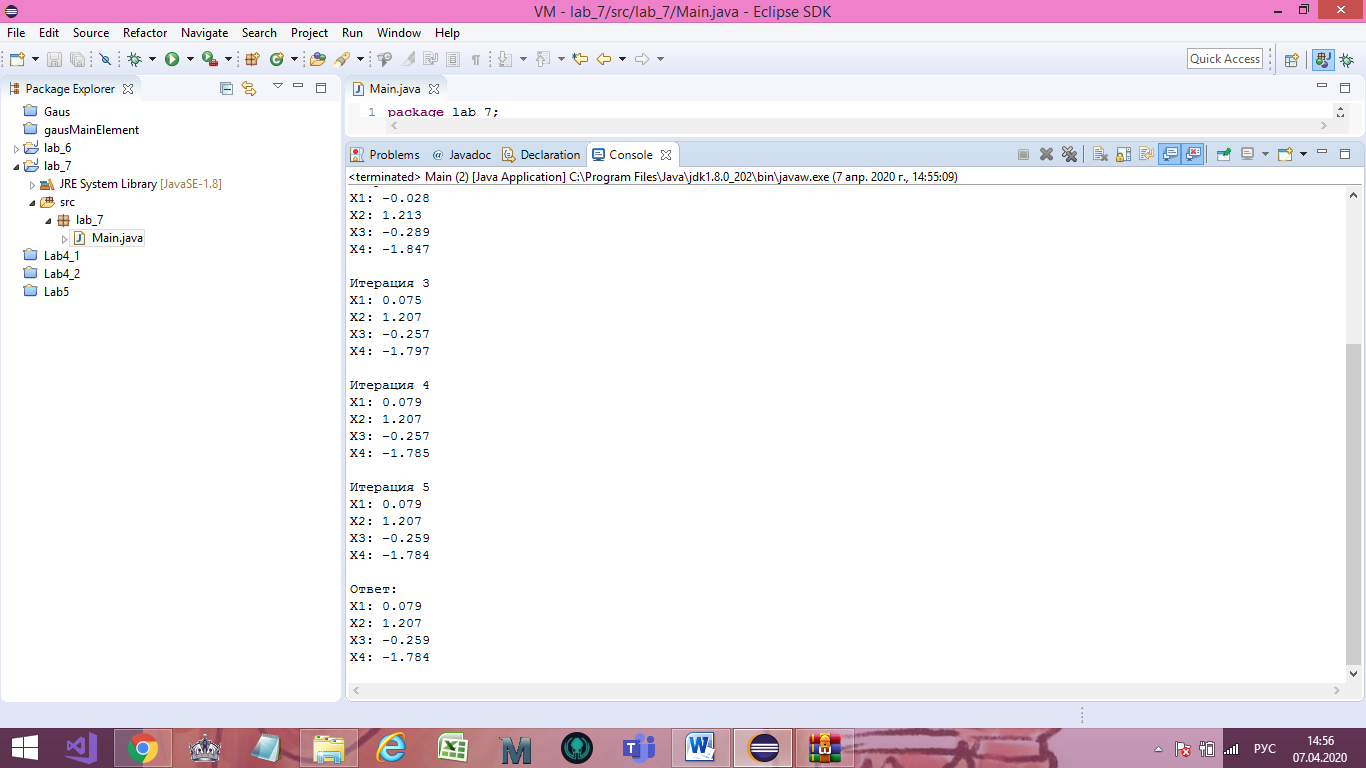 VM - lab_7/src/lab_7/Main.java - Eclipse SDK
File Edit Source Refactor Navigate Search Project Run Window Help
Quick Access
Package Explorer
Gaus
gausMainElement
lab_6
lab_7
JRE System Library [JavaSE-1.8]
src
lab_7
Main.java
Lab4_1
Lab4_2
Lab5
Main.java
1 package lab_7;
Problems @ Javadoc Declaration Console
<terminated> Main (2) [Java Application] C:\Program Files\Java\jdk1.8.0_202\bin\javaw.exe (7 апр. 2020 г., 14:55:09)
X1: -0.028
X2: 1.213
X3: -0.289
X4: -1.847
Итерация 3
X1: 0.075
X2: 1.207
X3: -0.257
X4: -1.797
Итерация 4
X1: 0.079
X2: 1.207
X3: -0.257
X4: -1.785
Итерация 5
X1: 0.079
X2: 1.207
X3: -0.259
X4: -1.784
Ответ:
X1: 0.079
X2: 1.207
X3: -0.259
X4: -1.784
РУС
14:56
07.04.2020